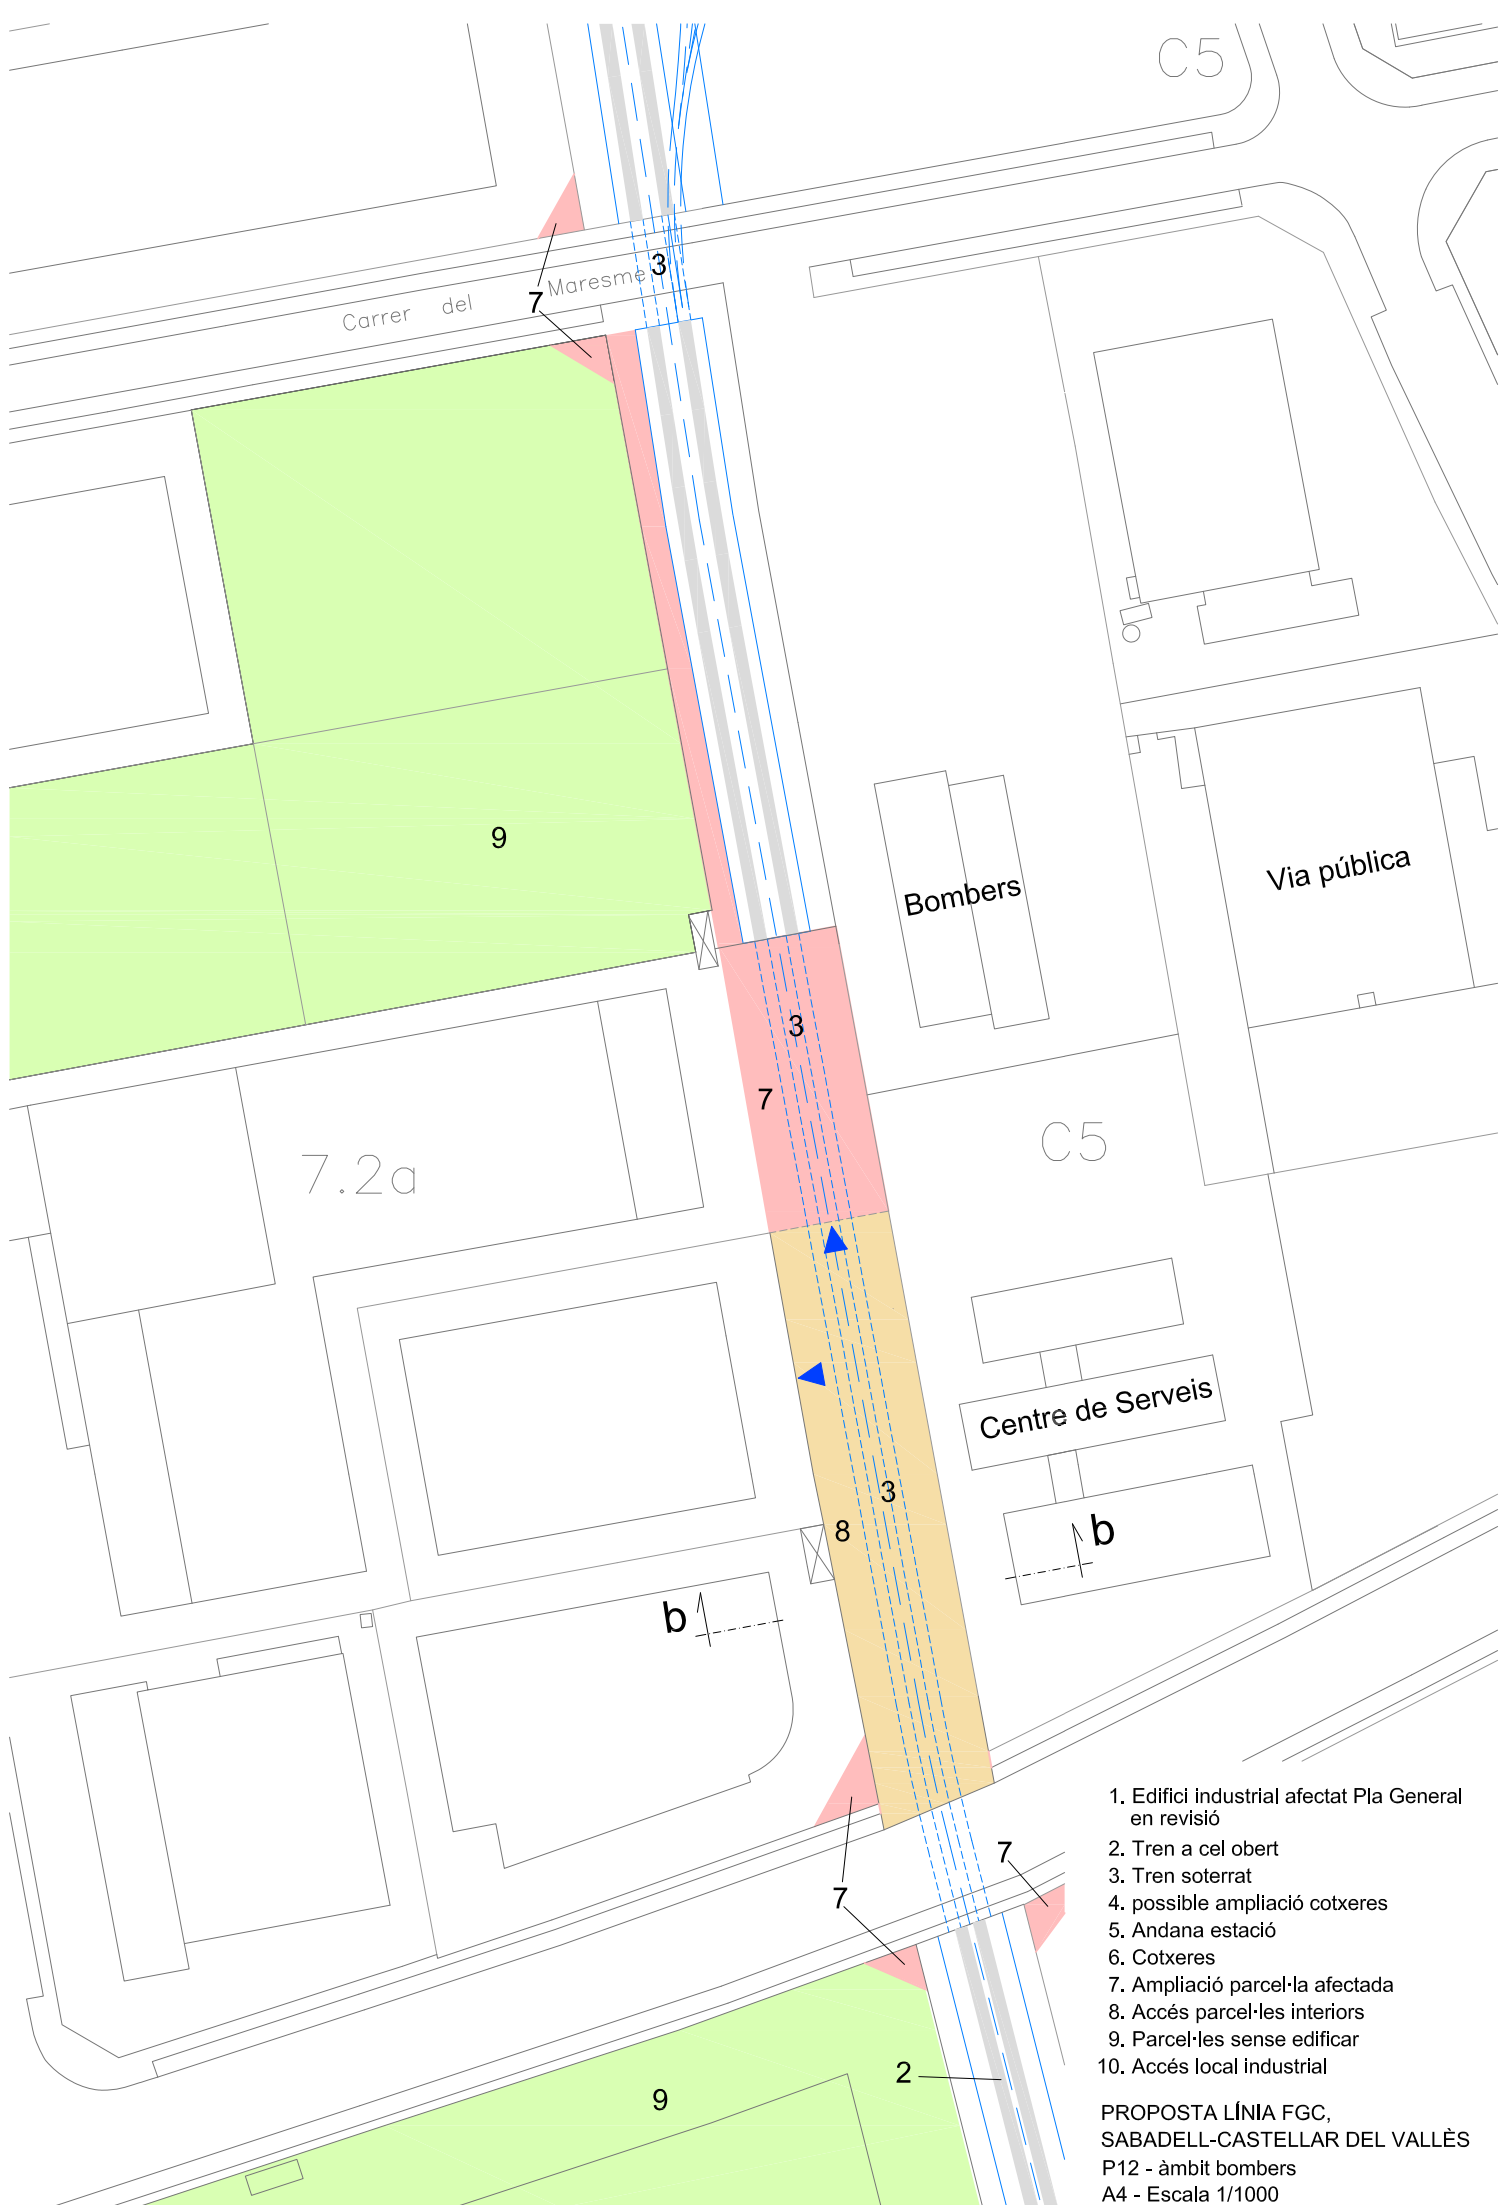 C5
3
Carrer del Maresme
7
9
Bombers
Via pública
3
7
C5
7.2a
Centre de Serveis
3
8
b
b
7
7
2
9
1. Edifici industrial afectat Pla General
en revisió
2. Tren a cel obert
3. Tren soterrat
4. possible ampliació cotxeres
5. Andana estació
6. Cotxeres
7. Ampliació parcel·la afectada
8. Accés parcel·les interiors
9. Parcel·les sense edificar
10. Accés local industrial
PROPOSTA LÍNIA FGC,
SABADELL-CASTELLAR DEL VALLÈS
P12 - àmbit bombers
A4 - Escala 1/1000